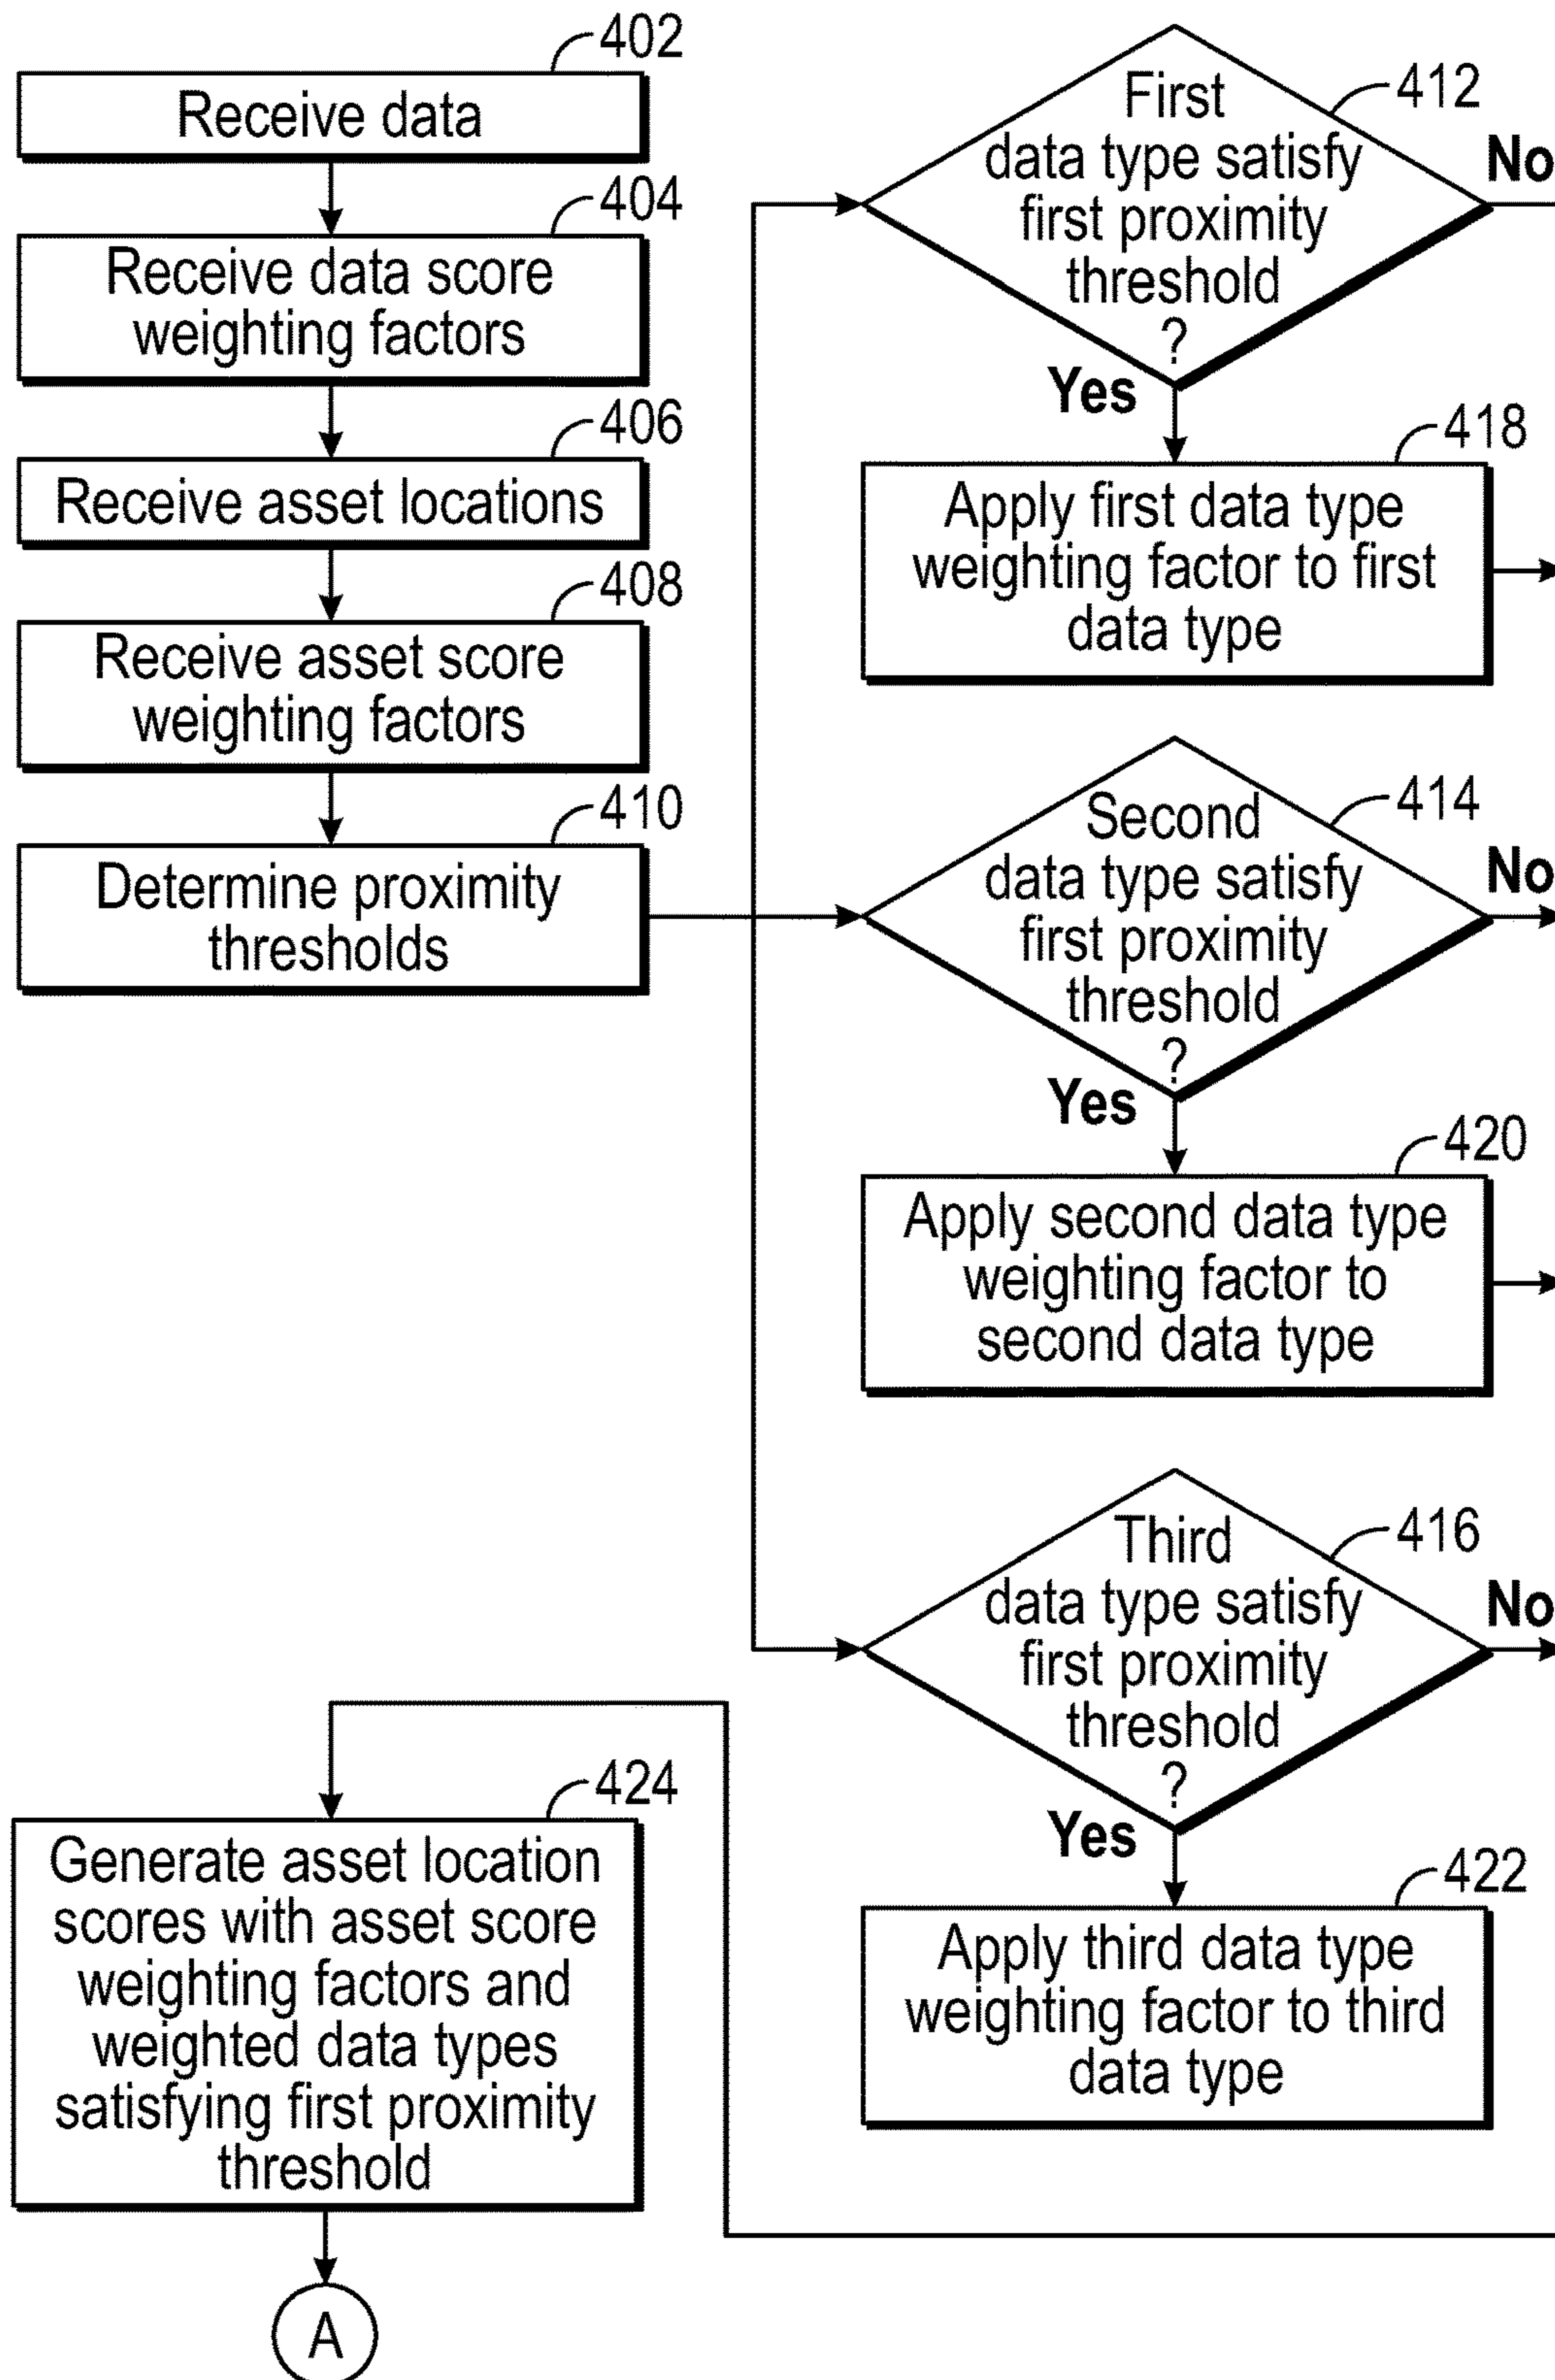 402
Receive data
404
Receive data score
weighting factors
406
Receive asset locations
408
Receive asset score
weighting factors
410
Determine proximity
thresholds
412
First
data type satisfy
first proximity
threshold
?
No
Yes
418
Apply first data type
weighting factor to first
data type
414
Second
data type satisfy
first proximity
threshold
?
No
Yes
420
Apply second data type
weighting factor to
second data type
416
Third
data type satisfy
first proximity
threshold
?
No
Yes
422
Apply third data type
weighting factor to third
data type
424
Generate asset location
scores with asset score
weighting factors and
weighted data types
satisfying first proximity
threshold
A